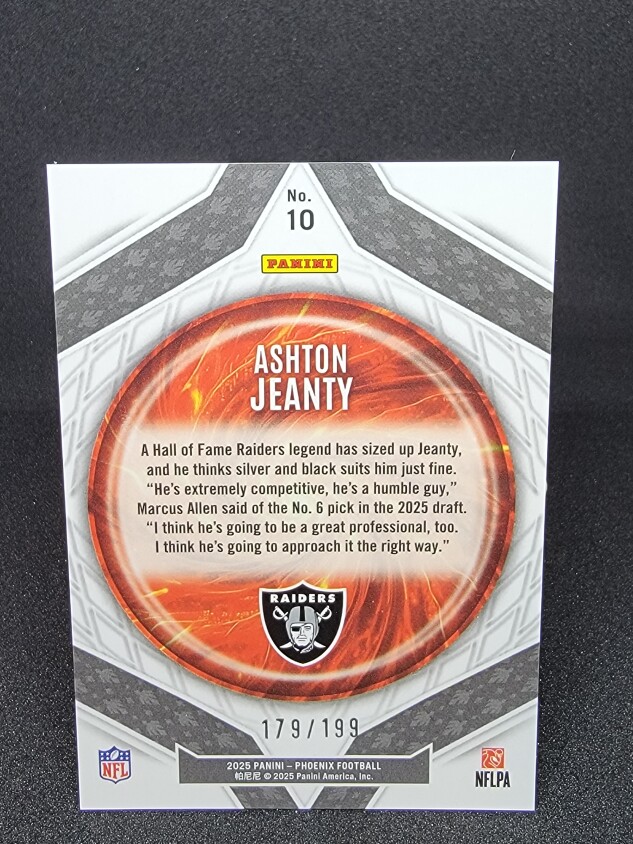 No.
10
PANINI
ASHTON
JEANTY
A Hall of Fame Raiders legend has sized up Jeanty,
and he thinks silver and black suits him just fine.
“He’s extremely competitive, he’s a humble guy,”
Marcus Allen said of the No. 6 pick in the 2025 draft.
“I think he’s going to be a great professional, too.
I think he’s going to approach it the right way.”
RAIDERS
179/199
NFL
2025 PANINI – PHOENIX FOOTBALL
帕尼尼 © 2025 Panini America, Inc.
NFLPA